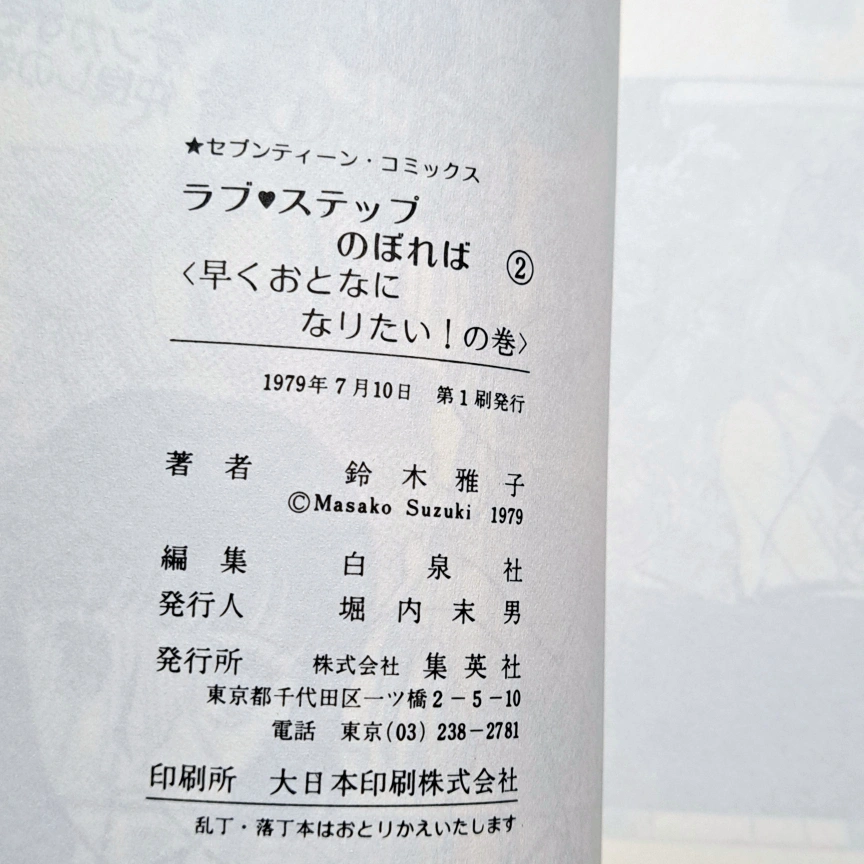 ★セブンティーン・コミックス
ラブ♥ステップ
のぼれば ②
〈早くおとなに
なりたい！の巻〉
1979年7月10日 第1刷発行
著者 鈴木雅子
©Masako Suzuki 1979
編集 白泉社
発行人 堀内末男
発行所 株式会社 集英社
東京都千代田区一ツ橋2－5－10
電話 東京(03) 238－2781
印刷所 大日本印刷株式会社
乱丁・落丁本はおとりかえいたします